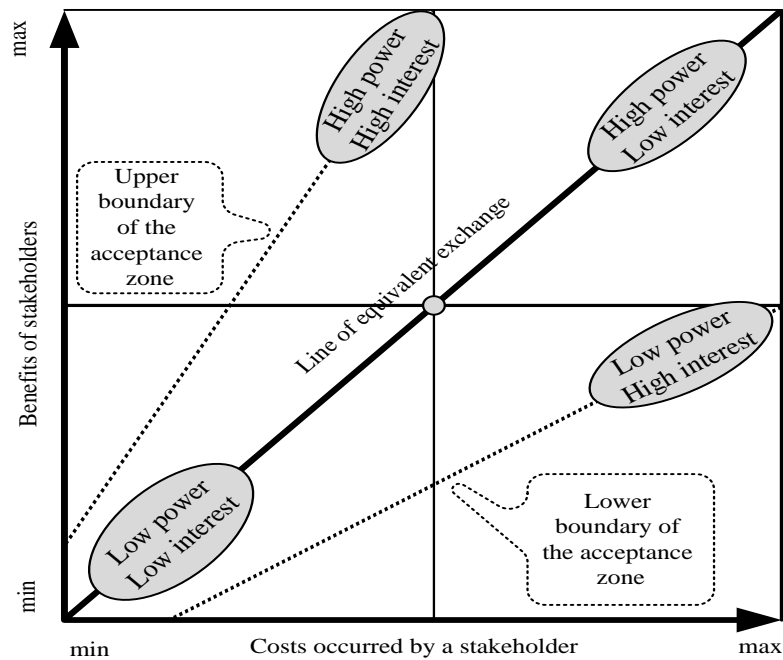 max
High power
High interest
High power
Low interest
Upper
boundary
of the
acceptance
zone
Line of equivalent exchange
Benefits of stakeholders
Low power
High interest
Low power
Low interest
Lower
boundary of
the acceptance
zone
min
min
Costs occurred by a stakeholder
max